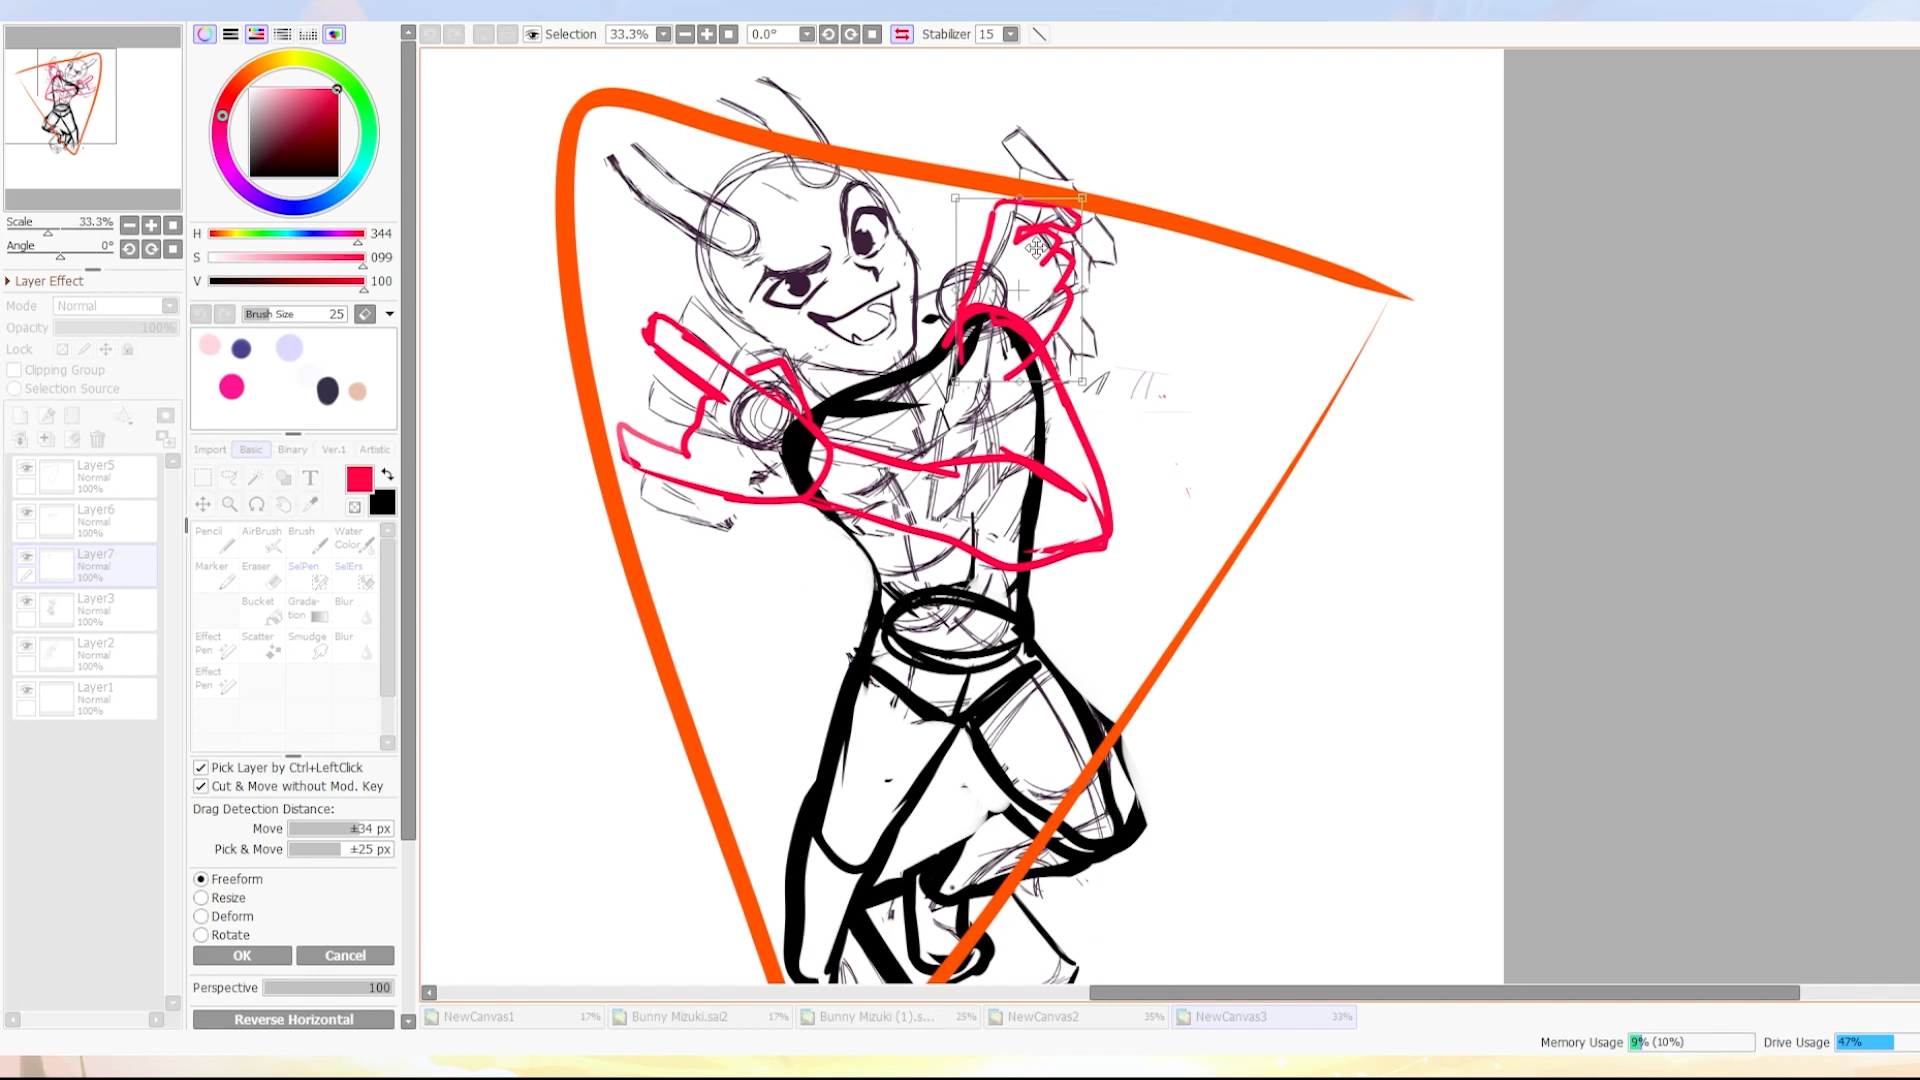 Selection 33.3% 0.0° Stabilizer 15
Scale 33.3%
Angle 0°
Layer Effect
Mode Normal
Opacity 100%
Lock
Clipping Group
Selection Source
Layer5
Normal
100%
Layer6
Normal
100%
Layer7
Normal
100%
Layer3
Normal
100%
Layer2
Normal
100%
Layer1
Normal
100%
H 344
S 099
V 100
Brush Size 25
Import Basic Binary Ver.1 Artistic
T
Pencil AirBrush Brush Water Color
Marker Eraser SelPen SelErs
Bucket Grada-tion Blur
Effect Pen Scatter Smudge Blur
Effect Pen
Pick Layer by Ctrl+LeftClick
Cut & Move without Mod. Key
Drag Detection Distance:
Move ±34 px
Pick & Move ±25 px
Freeform
Resize
Deform
Rotate
OK Cancel
Perspective 100
Reverse Horizontal
NewCanvas1 17% Bunny Mizuki.sai2 17% Bunny Mizuki (1).s... 25% NewCanvas2 35% NewCanvas3 33%
Memory Usage 9% (10%) Drive Usage 47%